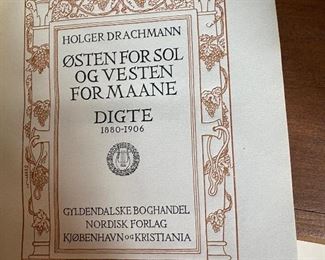 HOLGER DRACHMANN
ØSTEN FOR SOL
OG VESTEN
FOR MAANE
DIGTE
1880-1906
GYLDENDALSKE BOGHANDEL
NORDISK FORLAG
KJØBENHAVN OG KRISTIANIA